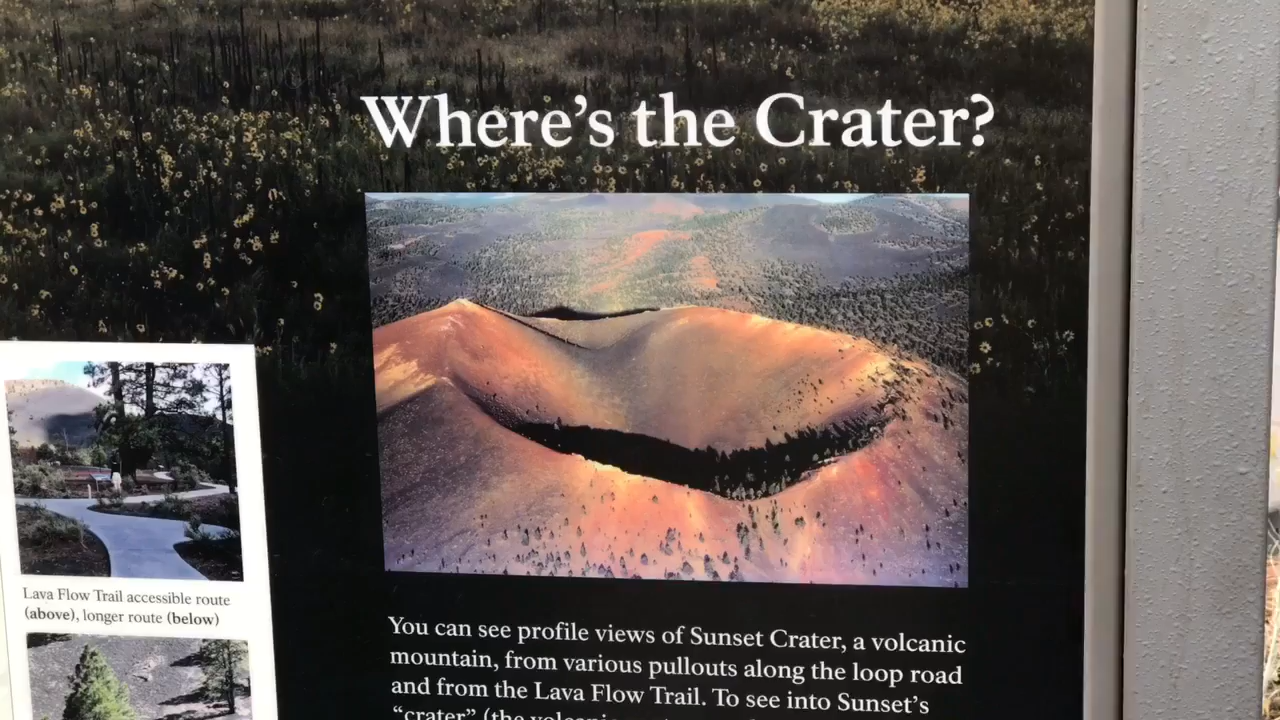 Where's the Crater?
Lava Flow Trail accessible route
(above), longer route (below)
You can see profile views of Sunset Crater, a volcanic
mountain, from various pullouts along the loop road
and from the Lava Flow Trail. To see into Sunset's
"crater" (the